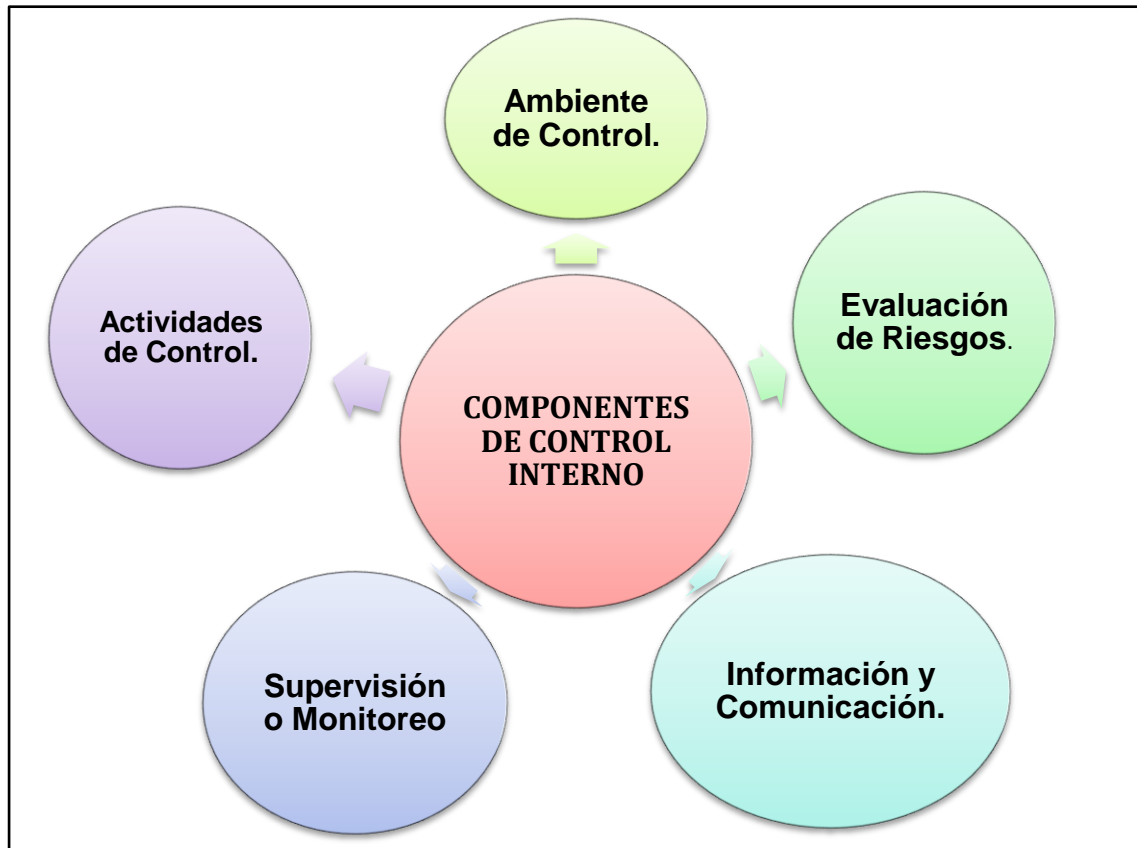 Ambiente
de Control.
Actividades
de Control.
Evaluación
de Riesgos.
COMPONENTES
DE CONTROL
INTERNO
Supervisión
o Monitoreo
Información y
Comunicación.